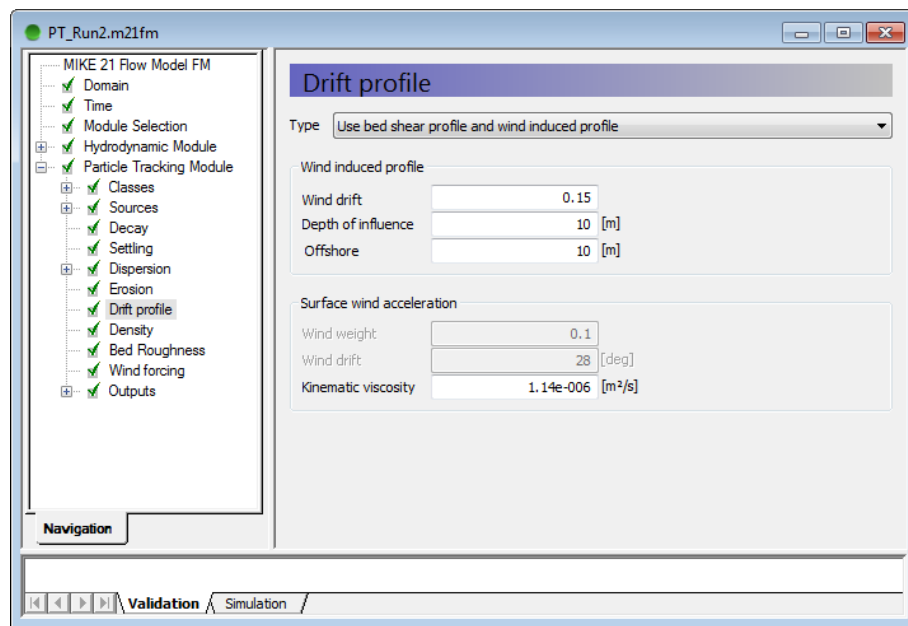 PT_Run2.m21fm
MIKE 21 Flow Model FM
Domain
Time
Module Selection
Hydrodynamic Module
Particle Tracking Module
Classes
Sources
Decay
Settling
Dispersion
Erosion
Drift profile
Density
Bed Roughness
Wind forcing
Outputs
Navigation
Drift profile
Type Use bed shear profile and wind induced profile
Wind induced profile
Wind drift 0.15
Depth of influence 10 [m]
Offshore 10 [m]
Surface wind acceleration
Wind weight 0.1
Wind drift 28 [deg]
Kinematic viscosity 1.14e-006 [m²/s]
Validation Simulation